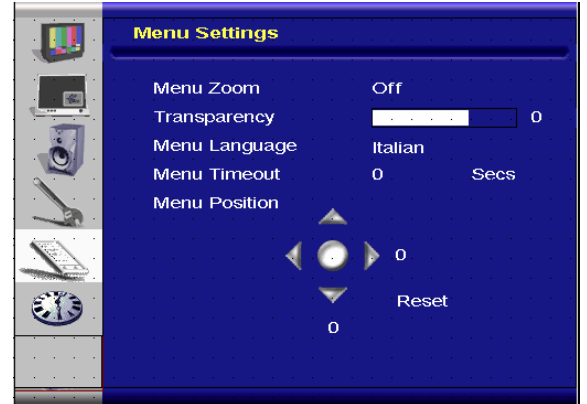 Menu Settings
Menu Zoom Off
Transparency 0
Menu Language Italian
Menu Timeout 0 Secs
Menu Position
0
Reset
0